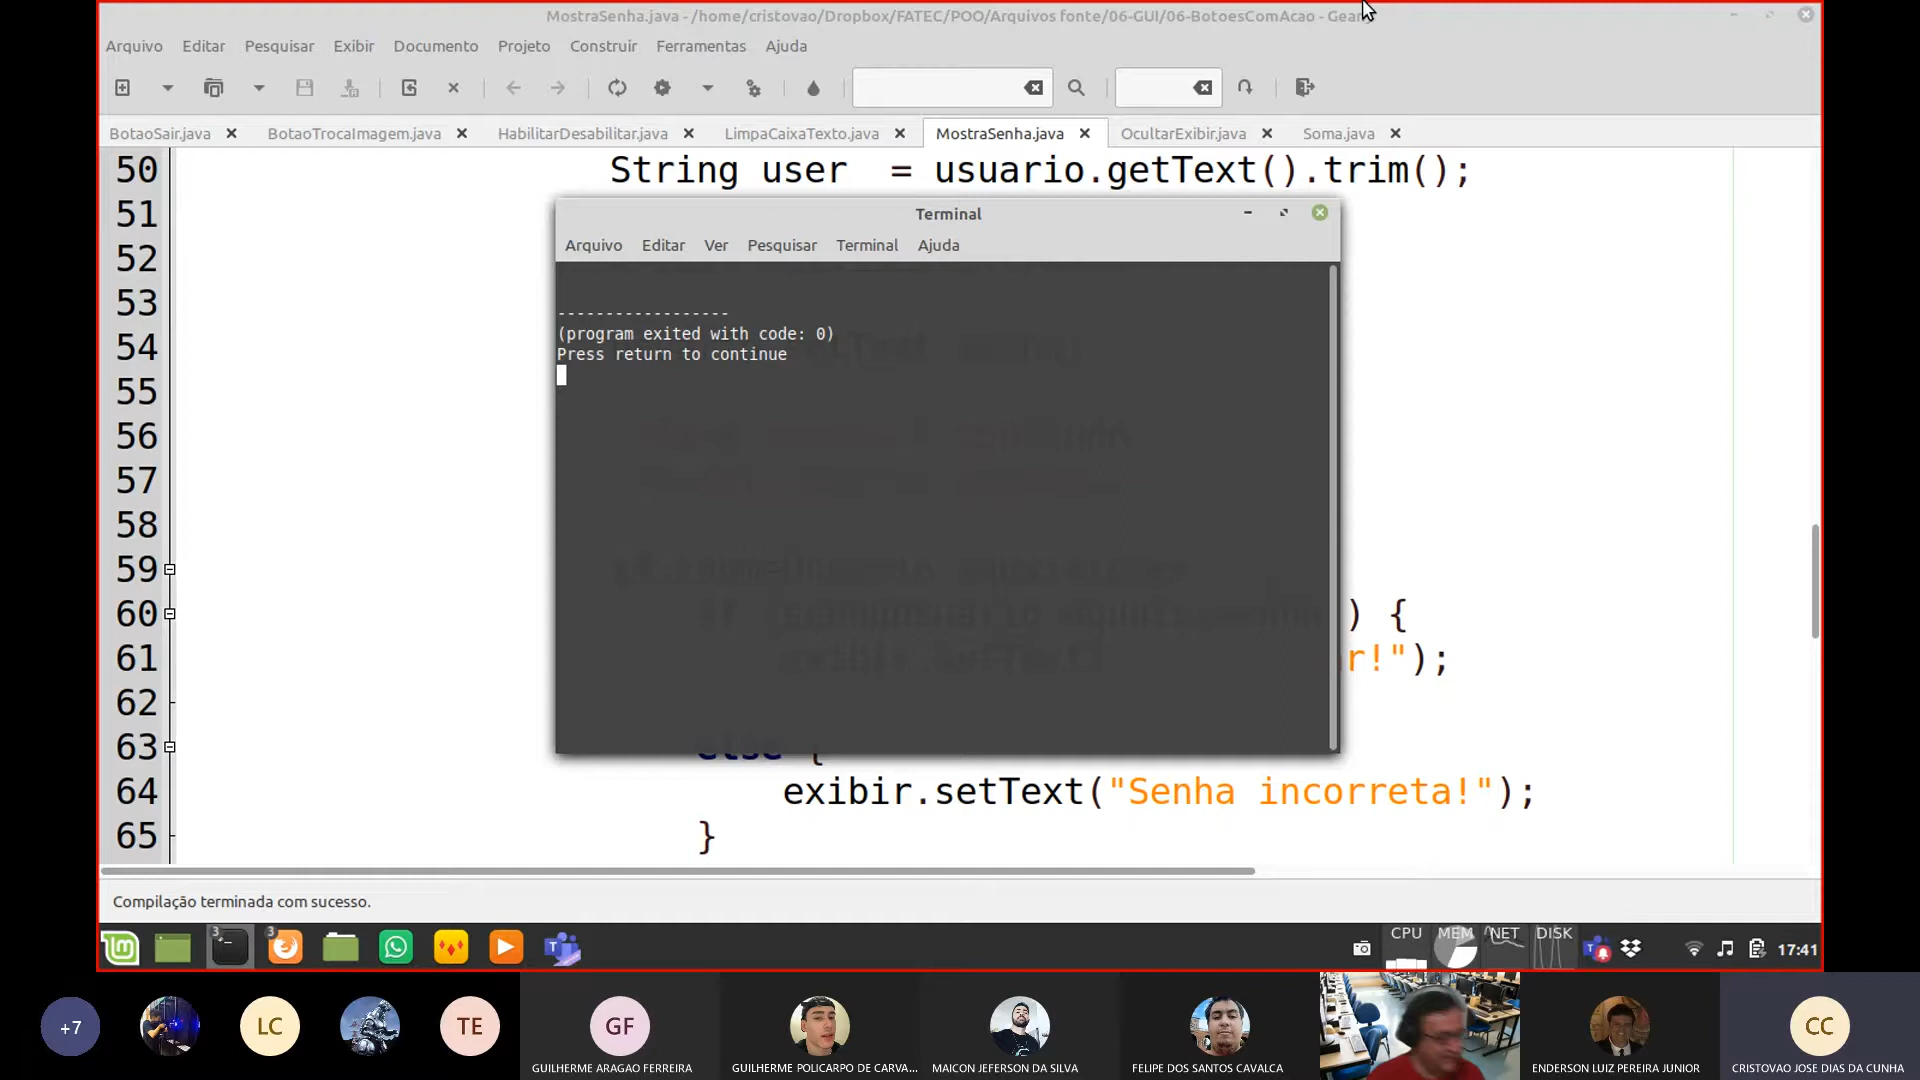 MostraSenha.java - /home/cristovao/Dropbox/FATEC/POO/Arquivos fonte/06-GUI/06-BotoesComAcao - Geany
Arquivo Editar Pesquisar Exibir Documento Projeto Construir Ferramentas Ajuda
BotaoSair.java BotaoTrocaImagem.java HabilitarDesabilitar.java LimpaCaixaTexto.java MostraSenha.java OcultarExibir.java Soma.java
50 String user = usuario.getText().trim();
51
Terminal
52
Arquivo Editar Ver Pesquisar Terminal Ajuda
53
------------------
(program exited with code: 0)
54
Press return to continue
55
56
57
58
59
60 ) {
61 r!");
62
63 else {
64 exibir.setText("Senha incorreta!");
65 }
Compilação terminada com sucesso.
3 3 CPU MEM NET DISK 17:41
+7 LC TE GF CC
GUILHERME ARAGAO FERREIRA GUILHERME POLICARPO DE CARVA... MAICON JEFERSON DA SILVA FELIPE DOS SANTOS CAVALCA ENDERSON LUIZ PEREIRA JUNIOR CRISTOVAO JOSE DIAS DA CUNHA